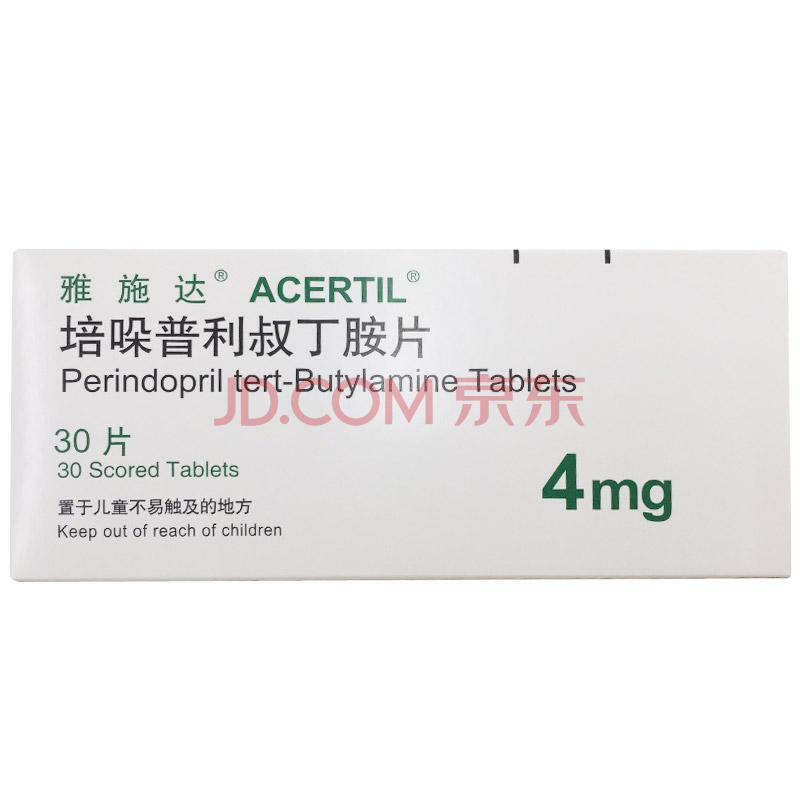 雅施达® ACERTIL®
培哚普利叔丁胺片
Perindopril tert-Butylamine Tablets
JD.COM 京东
30 片
30 Scored Tablets
4mg
置于儿童不易触及的地方
Keep out of reach of children